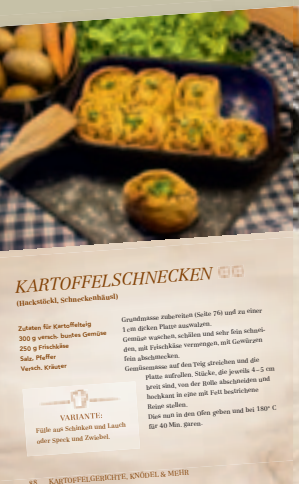 KARTOFFELSCHNECKEN
(Hackstöckl, Schneckenhäusl)
Zutaten für Kartoffelteig
300 g versch. buntes Gemüse
250 g Frischkäse
Salz, Pfeffer
Versch. Kräuter
VARIANTE:
Fülle aus Schinken und Lauch
oder Speck und Zwiebel.
Grundmasse zubereiten (Seite 76) und zu einer
1 cm dicken Platte auswalzen.
Gemüse waschen, schälen und sehr fein schnei-
den, mit Frischkäse vermengen, mit Gewürzen
fein abschmecken.
Gemüsemasse auf den Teig streichen und die
Platte aufrollen. Stücke, die jeweils 4–5 cm
breit sind, von der Rolle abschneiden und
hochkant in eine mit Fett bestrichene
Reine stellen.
Dies nun in den Ofen geben und bei 180° C
für 40 Min. garen.
KARTOFFELGERICHTE, KNÖDEL & MEHR